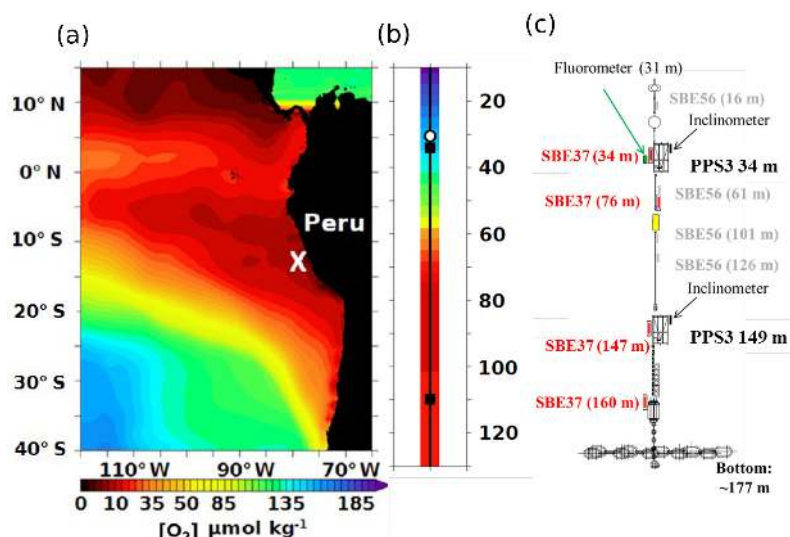 (a)
10° N
0° N
10° S
20° S
30° S
40° S
Peru
X
110° W
90° W
70° W
0 10 35 50 85 135 185
[O₂] µmol kg⁻¹
(b)
20
40
60
80
100
120
(c)
Fluorometer (31 m)
SBE56 (16 m)
Inclinometer
SBE37 (34 m)
PPS3 34 m
SBE37 (76 m)
SBE56 (61 m)
SBE56 (101 m)
SBE56 (126 m)
Inclinometer
PPS3 149 m
SBE37 (147 m)
SBE37 (160 m)
Bottom:
~177 m